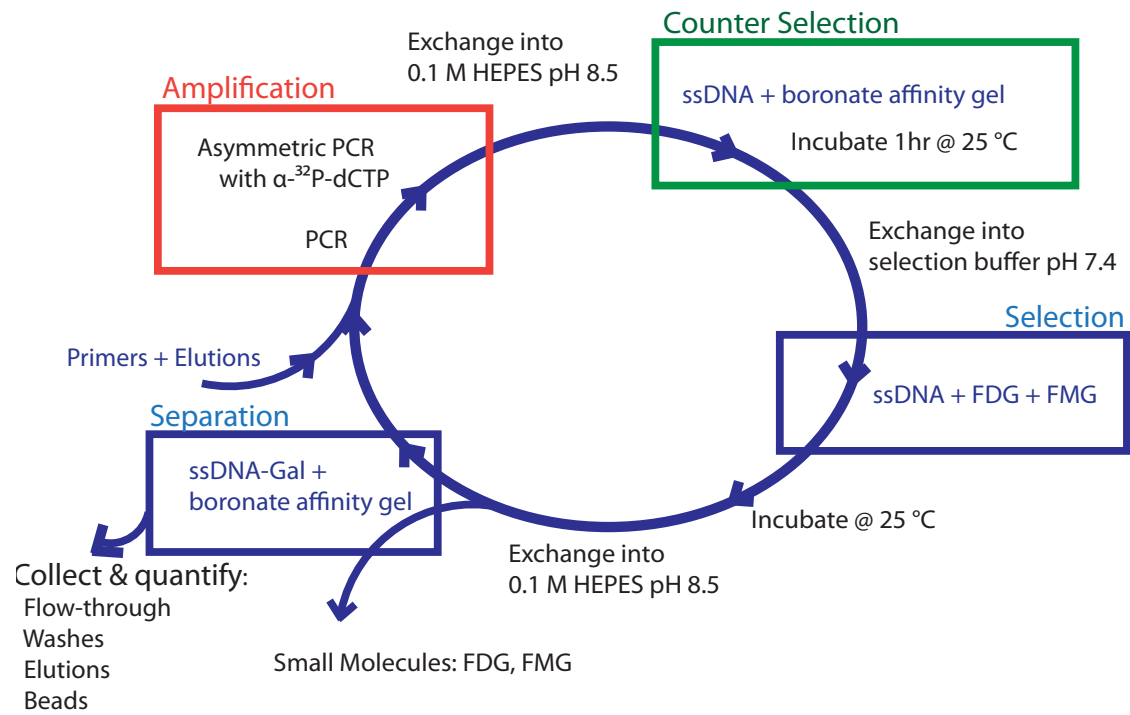 Counter Selection
Exchange into
0.1 M HEPES pH 8.5
Amplification
ssDNA + boronate affinity gel
Incubate 1hr @ 25 °C
Asymmetric PCR
with α-³²P-dCTP
PCR
Exchange into
selection buffer pH 7.4
Selection
Primers + Elutions
ssDNA + FDG + FMG
Separation
ssDNA-Gal +
boronate affinity gel
Incubate @ 25 °C
Exchange into
0.1 M HEPES pH 8.5
Collect & quantify:
Flow-through
Washes
Elutions
Beads
Small Molecules: FDG, FMG